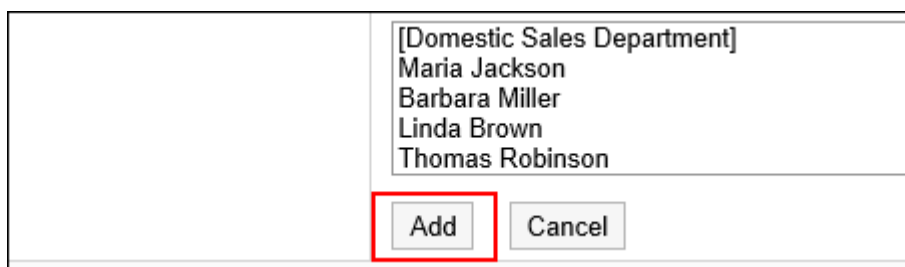 [Domestic Sales Department]
Maria Jackson
Barbara Miller
Linda Brown
Thomas Robinson
Add Cancel